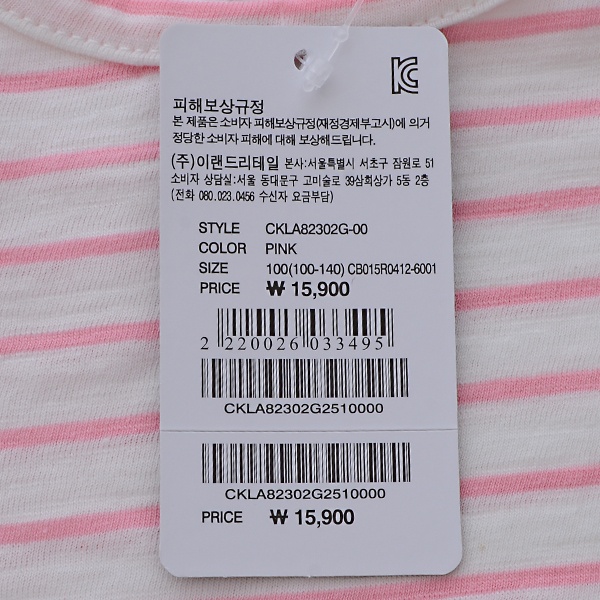 피해보상규정
본 제품은 소비자 피해보상규정(재정경제부고시)에 의거
정당한 소비자 피해에 대해 보상해드립니다.
(주)이랜드리테일 본사:서울특별시 서초구 잠원로 51
소비자 상담실:서울 동대문구 고미술로 39삼희상가 5동 2층
(전화 080.023.0456 수신자 요금부담)
STYLE CKLA82302G-00
COLOR PINK
SIZE 100(100-140) CB015R0412-6001
PRICE ₩ 15,900
2 220026 033495
CKLA82302G2510000
CKLA82302G2510000
PRICE ₩ 15,900